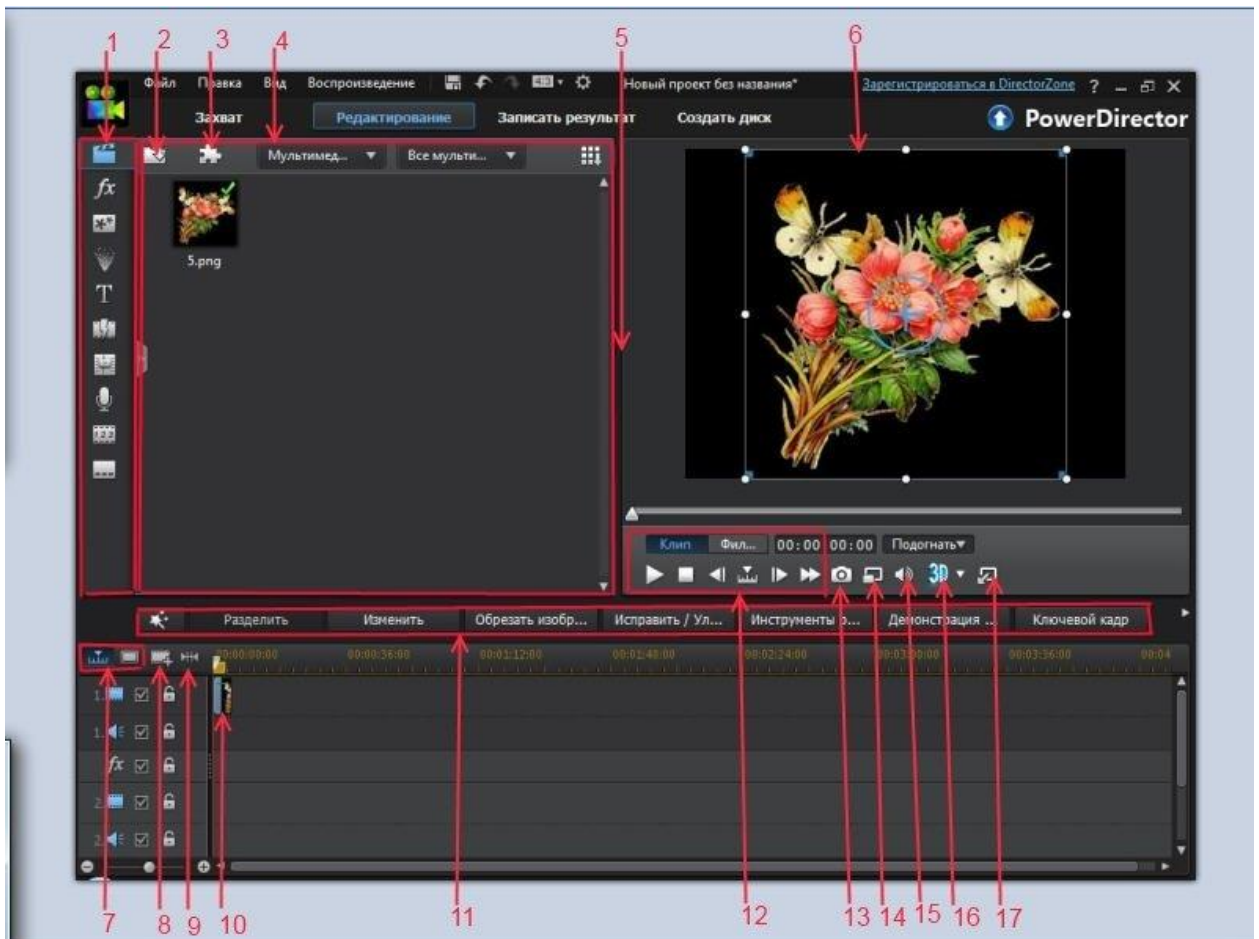 1 2 3 4 5 6
Файл Правка Вид Воспроизведение Новый проект без названия* Зарегистрироваться в DirectorZone ?
Захват Редактирование Записать результат Создать диск PowerDirector
Мультимед... Все мульти...
fx
5.png
T
Клип Фил... 00:00 00:00 Подогнать
3D
Разделить Изменить Обрезать изобр... Исправить / Ул... Инструменты р... Демонстрация ... Ключевой кадр
00:00:00:00 00:00:36:00 00:01:12:00 00:01:48:00 00:02:24:00 00:03:00:00 00:03:36:00 00:04
1.
1.
fx
2.
2.
7 8 9 10 11 12 13 14 15 16 17